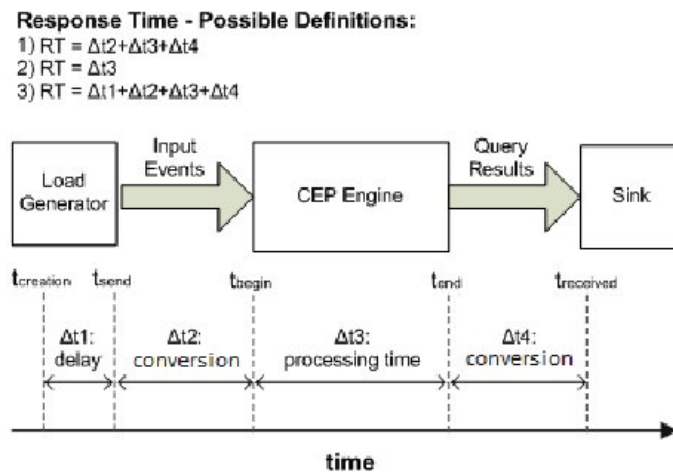 Response Time - Possible Definitions:
1) RT = Δt2+Δt3+Δt4
2) RT = Δt3
3) RT = Δt1+Δt2+Δt3+Δt4
Load
Generator
Input
Events
CEP Engine
Query
Results
Sink
tcreation
tsend
tbegin
tend
treceived
Δt1:
delay
Δt2:
conversion
Δt3:
processing time
Δt4:
conversion
time